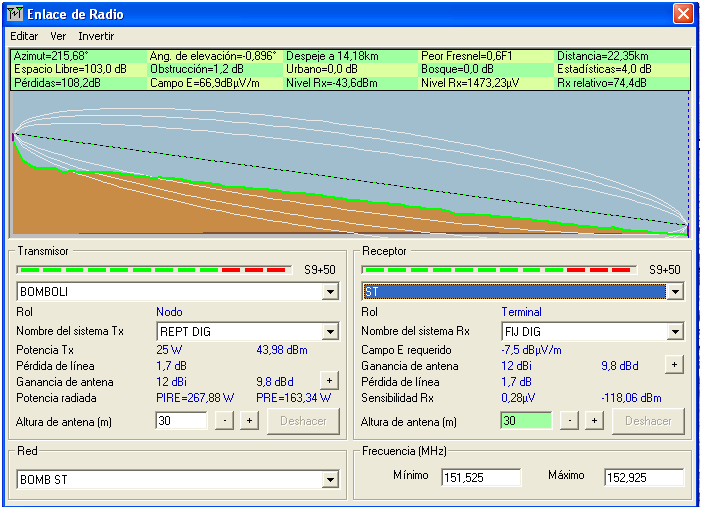 Enlace de Radio
Editar Ver Invertir
Azimut=215,68° Ang. de elevación=-0,896° Despeje a 14,18km Peor Fresnel=0,6F1 Distancia=22,35km
Espacio Libre=103,0 dB Obstrucción=1,2 dB Urbano=0,0 dB Bosque=0,0 dB Estadísticas=4,0 dB
Pérdidas=108,2dB Campo E=66,9dBµV/m Nivel Rx=-43,6dBm Nivel Rx=1473,23µV Rx relativo=74,4dB
Transmisor
S9+50
BOMBOLI
Rol Nodo
Nombre del sistema Tx REPT DIG
Potencia Tx 25 W 43,98 dBm
Pérdida de línea 1,7 dB
Ganancia de antena 12 dBi 9,8 dBd +
Potencia radiada PIRE=267,88 W PRE=163,34 W
Altura de antena (m) 30 - + Deshacer
Red
BOMB ST
Receptor
S9+50
ST
Rol Terminal
Nombre del sistema Rx FIJ DIG
Campo E requerido -7,5 dBµV/m
Ganancia de antena 12 dBi 9,8 dBd +
Pérdida de línea 1,7 dB
Sensibilidad Rx 0,28µV -118,06 dBm
Altura de antena (m) 30 - + Deshacer
Frecuencia (MHz)
Mínimo 151,525 Máximo 152,925